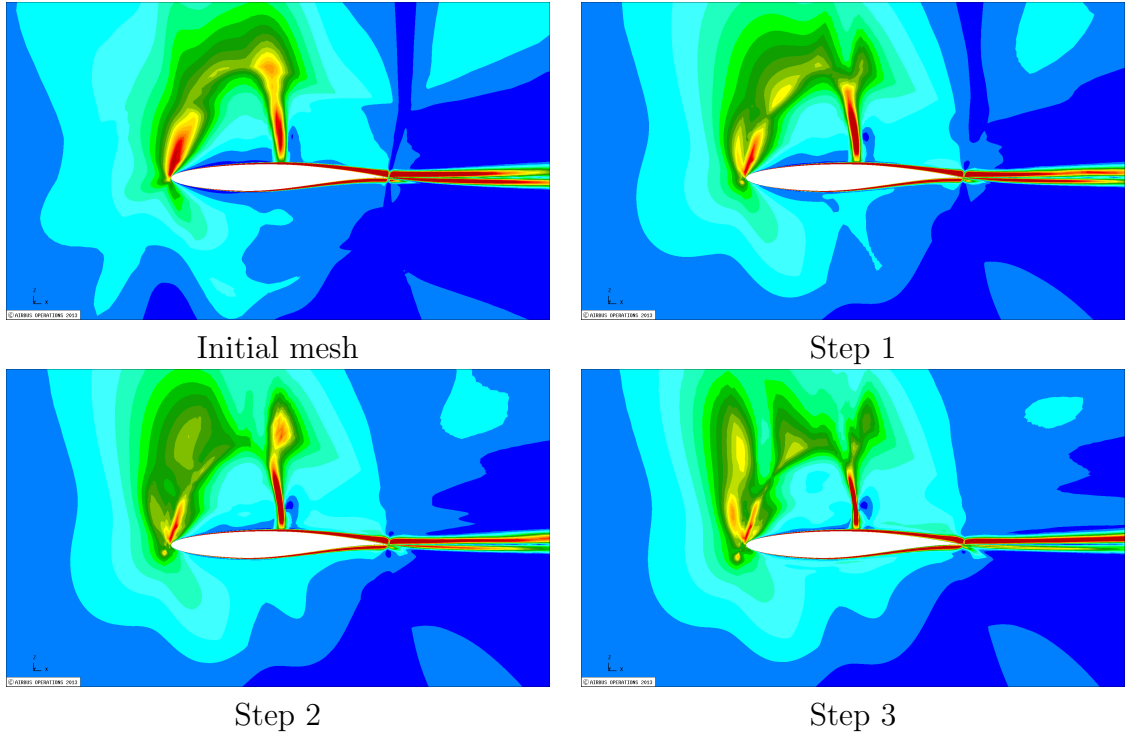 Z
X
© AIRBUS OPERATIONS 2013
Z
X
© AIRBUS OPERATIONS 2013
Initial mesh
Step 1
Z
X
© AIRBUS OPERATIONS 2013
Z
X
© AIRBUS OPERATIONS 2013
Step 2
Step 3